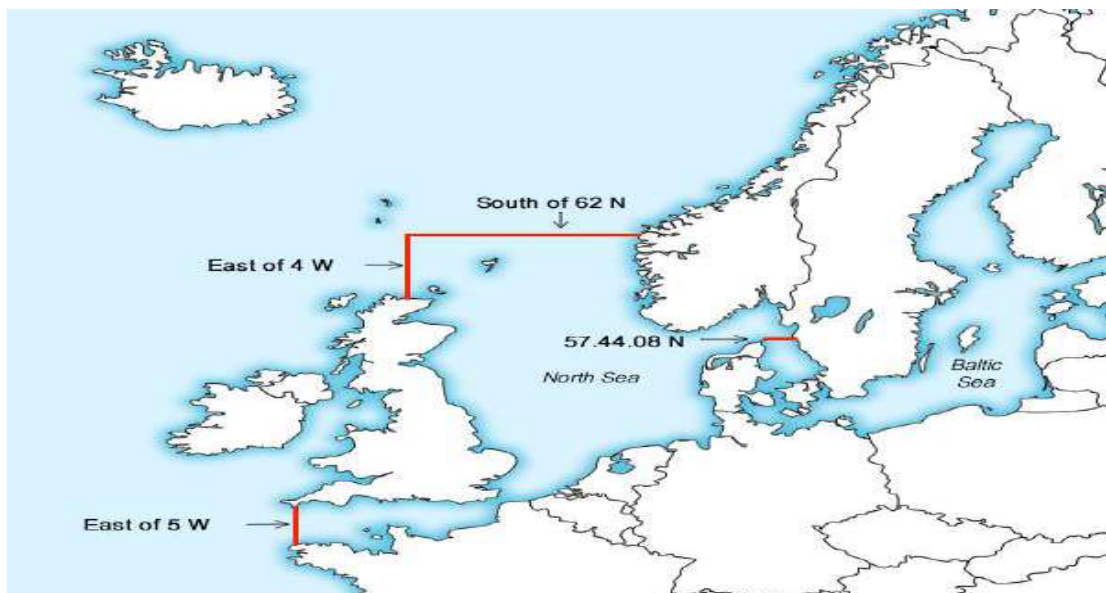 South of 62 N
East of 4 W
57.44.08 N
North Sea
Baltic
Sea
East of 5 W